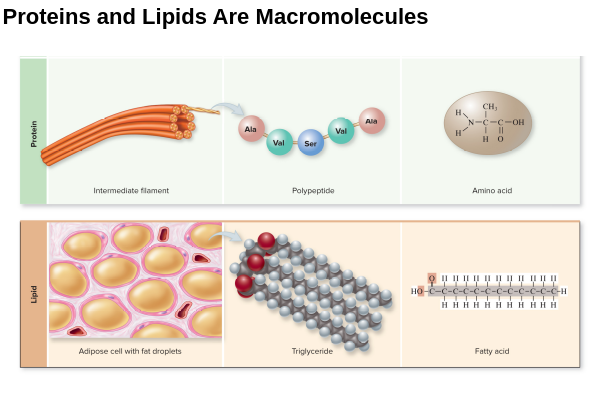 Proteins and Lipids Are Macromolecules
Protein
Ala
Val
Ser
Val
Ala
H
H
N
C
C
OH
CH3
H
O
Intermediate filament
Polypeptide
Amino acid
Lipid
O H H H H H H H H H H H
HO–C–C–C–C–C–C–C–C–C–C–C–C–H
H H H H H H H H H H H
Adipose cell with fat droplets
Triglyceride
Fatty acid